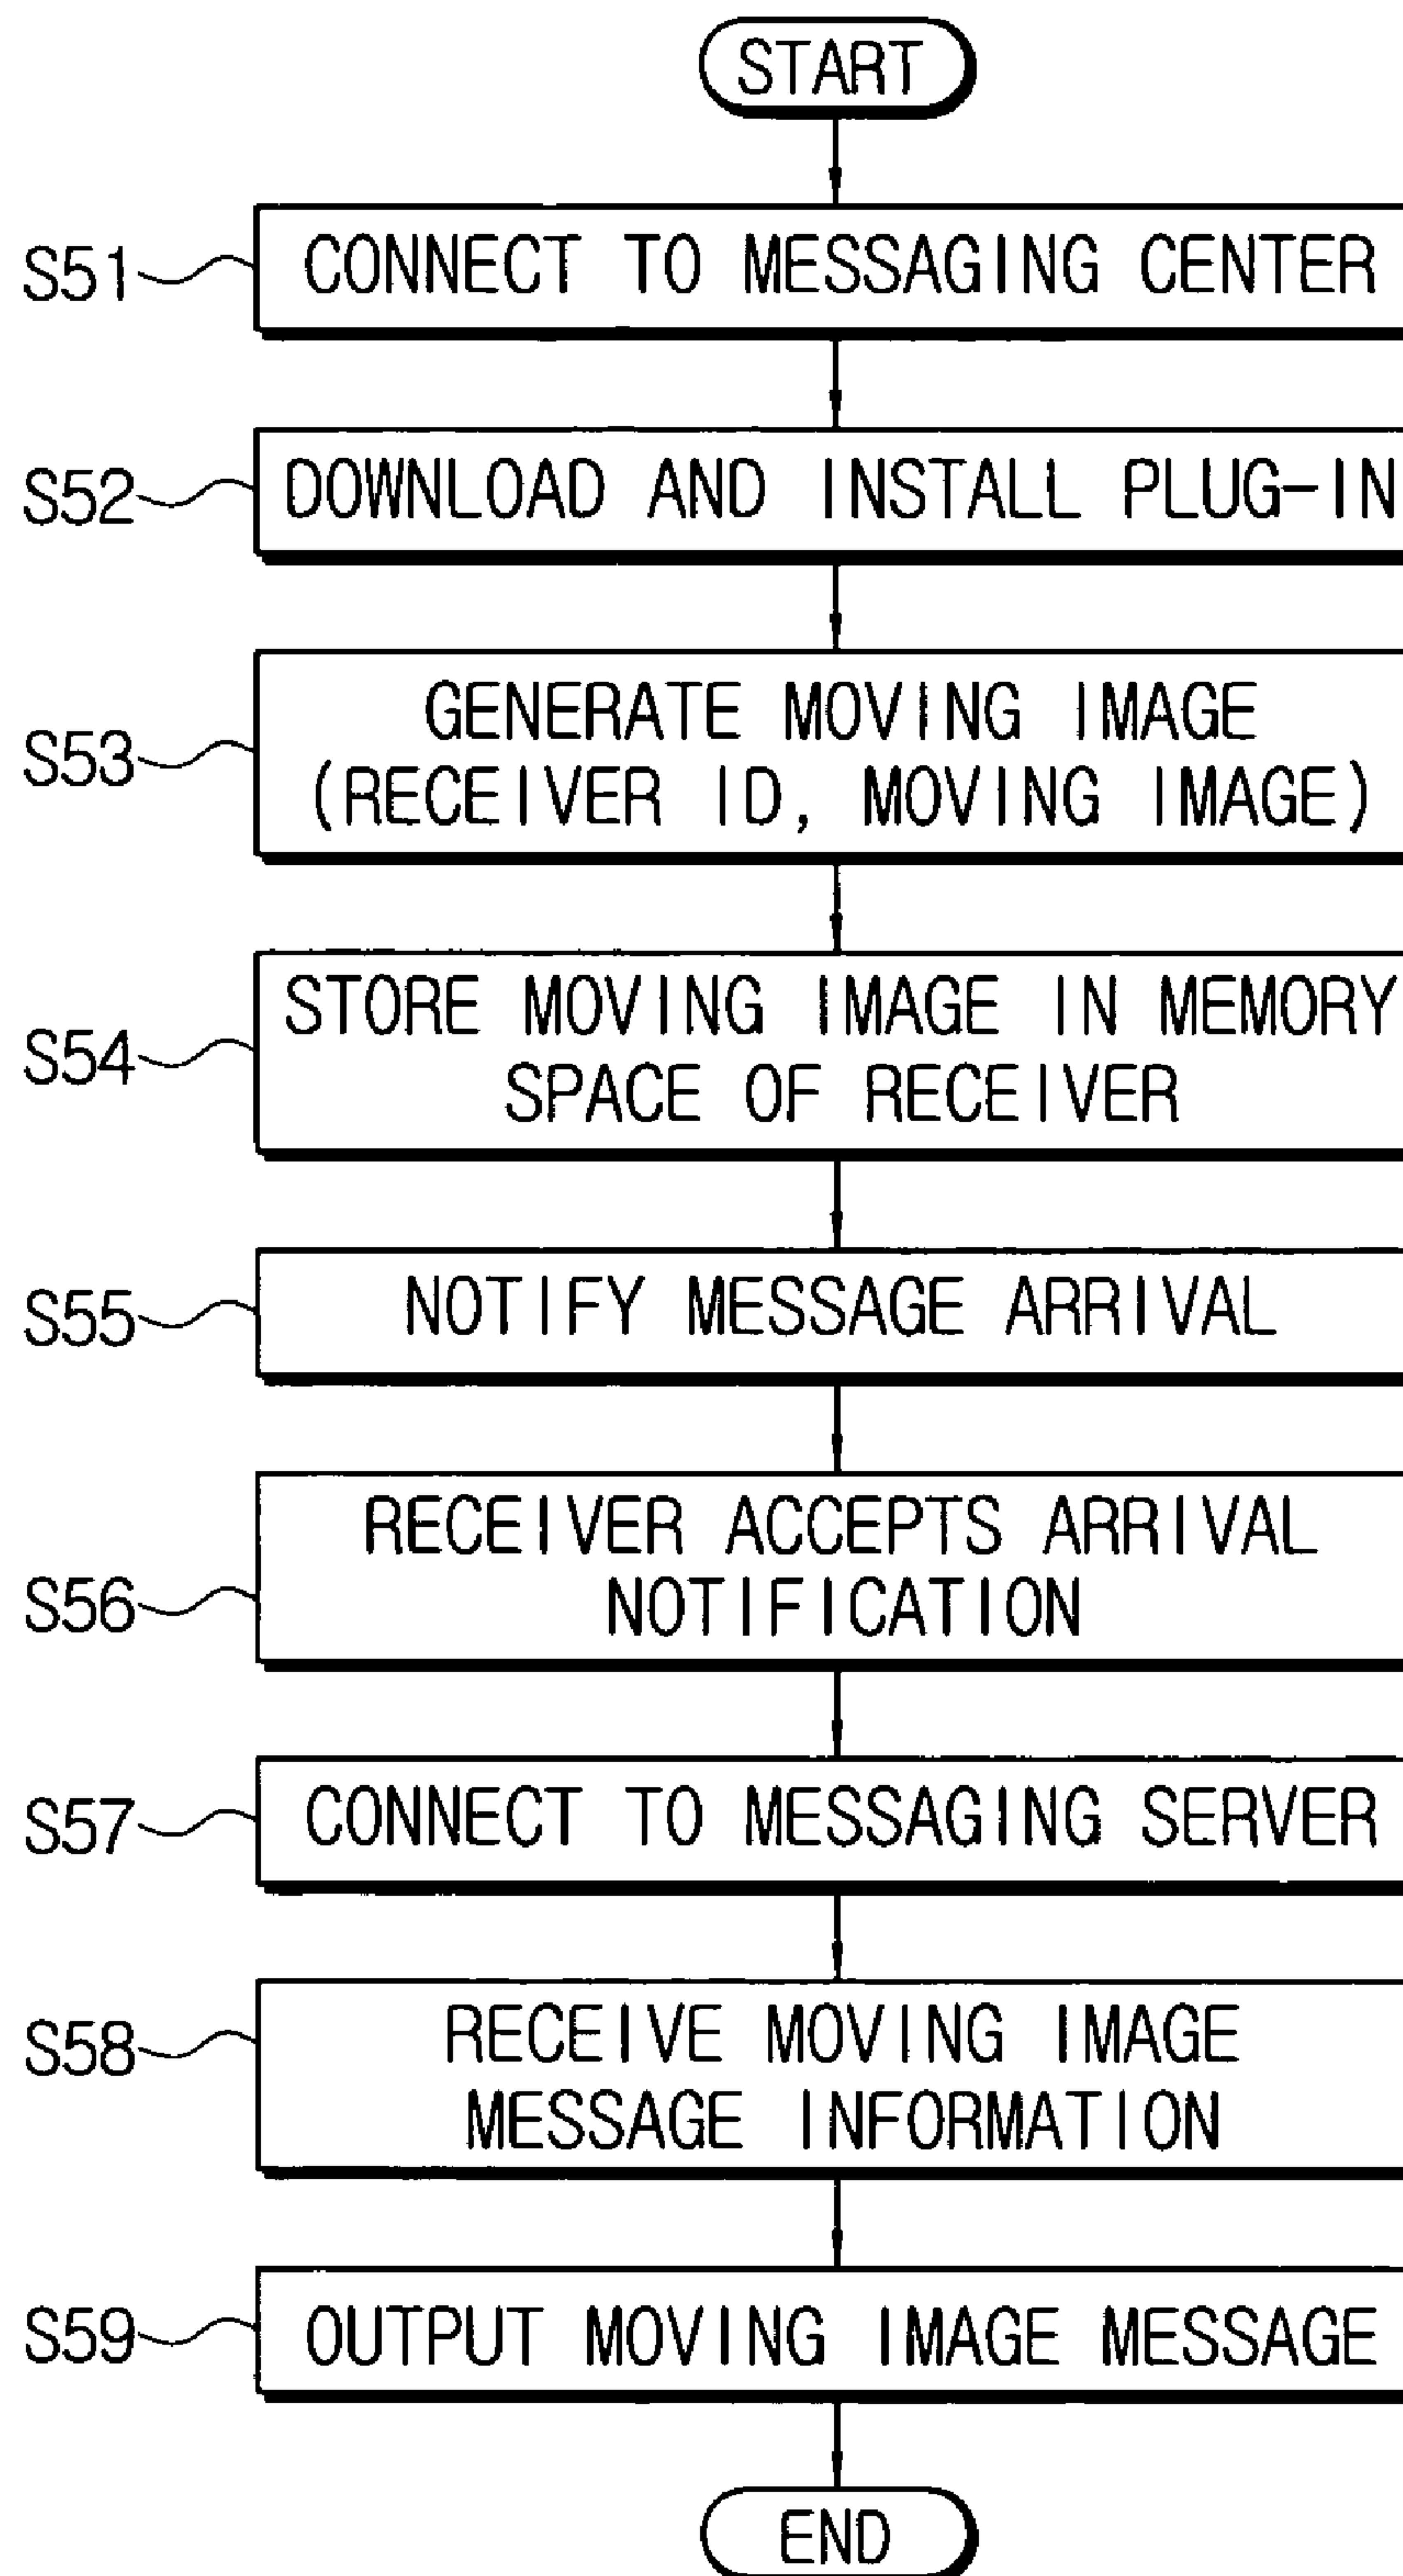 START
S51 CONNECT TO MESSAGING CENTER
S52 DOWNLOAD AND INSTALL PLUG-IN
S53 GENERATE MOVING IMAGE
(RECEIVER ID, MOVING IMAGE)
S54 STORE MOVING IMAGE IN MEMORY
SPACE OF RECEIVER
S55 NOTIFY MESSAGE ARRIVAL
S56 RECEIVER ACCEPTS ARRIVAL
NOTIFICATION
S57 CONNECT TO MESSAGING SERVER
S58 RECEIVE MOVING IMAGE
MESSAGE INFORMATION
S59 OUTPUT MOVING IMAGE MESSAGE
END